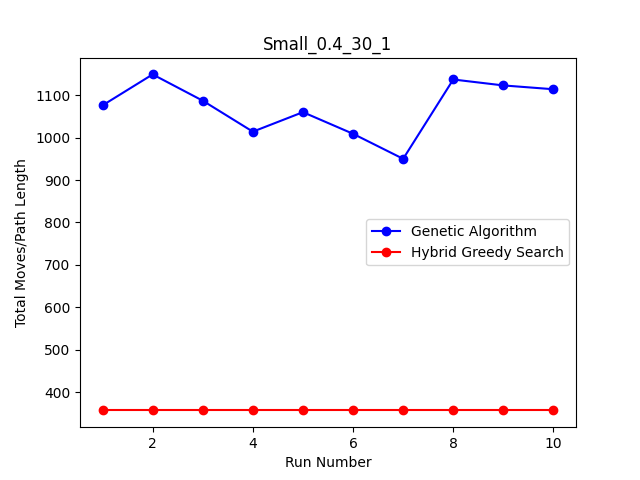 Small_0.4_30_1
Total Moves/Path Length
1100
1000
900
800
700
600
500
400
Genetic Algorithm
Hybrid Greedy Search
2 4 6 8 10
Run Number